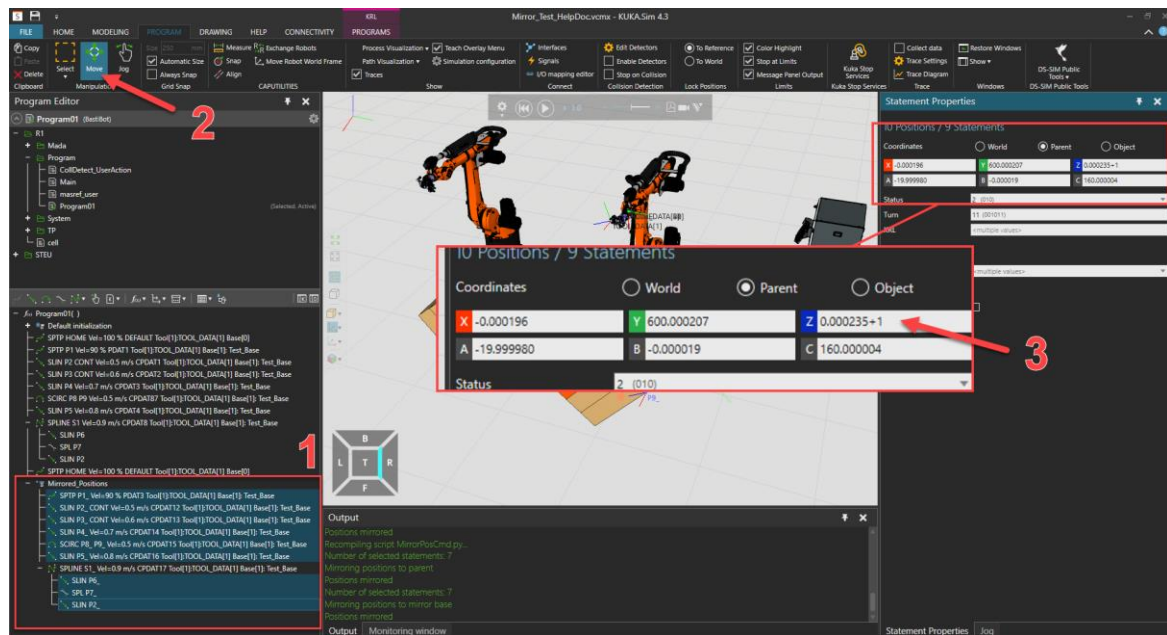 Mirror_Test_HelpDoc.vcmx - KUKA.Sim 4.3
KRL
FILE HOME MODELING PROGRAM DRAWING HELP CONNECTIVITY PROGRAMS
Copy
Paste
Delete
Clipboard
Select Move Jog
Manipulation
Size 250 mm
Automatic Size
Always Snap
Grid Snap
Measure
Snap
Align
Exchange Robots
Move Robot World Frame
CAPUTILITIES
Process Visualization
Path Visualization
Traces
Teach Overlay Menu
Simulation configuration
Show
Interfaces
Signals
I/O mapping editor
Connect
Edit Detectors
Enable Detectors
Stop on Collision
Collision Detection
To Reference
To World
Lock Positions
Color Highlight
Stop at Limits
Message Panel Output
Limits
Kuka Stop Services
Kuka Stop Services
Collect data
Trace Settings
Trace Diagram
Trace
Restore Windows
Show
Windows
DS-SIM Public Tools
DS-SIM Public Tools
2
Program Editor
Program01 (BastiBot)
R1
Mada
Program
CollDetect_UserAction
Main
masref_user
Program01 (Selected, Active)
System
TP
cell
STEU
Program01( )
Default initialization
SPTP HOME Vel=100 % DEFAULT Tool[1]:TOOL_DATA[1] Base[0]
SPTP P1 Vel=90 % PDAT1 Tool[1]:TOOL_DATA[1] Base[1]: Test_Base
SLIN P2 CONT Vel=0.5 m/s CPDAT1 Tool[1]:TOOL_DATA[1] Base[1]: Test_Base
SLIN P3 CONT Vel=0.6 m/s CPDAT2 Tool[1]:TOOL_DATA[1] Base[1]: Test_Base
SLIN P4 Vel=0.7 m/s CPDAT3 Tool[1]:TOOL_DATA[1] Base[1]: Test_Base
SCIRC P8 P9 Vel=0.5 m/s CPDAT87 Tool[1]:TOOL_DATA[1] Base[1]: Test_Base
SLIN P5 Vel=0.8 m/s CPDAT4 Tool[1]:TOOL_DATA[1] Base[1]: Test_Base
SPLINE S1 Vel=0.9 m/s CPDAT8 Tool[1]:TOOL_DATA[1] Base[1]: Test_Base
SLIN P6
SPL P7
SLIN P2
SPTP HOME Vel=100 % DEFAULT Tool[1]:TOOL_DATA[1] Base[0]
1
Mirrored_Positions
SPTP P1_ Vel=90 % PDAT3 Tool[1]:TOOL_DATA[1] Base[1]: Test_Base
SLIN P2_ CONT Vel=0.5 m/s CPDAT12 Tool[1]:TOOL_DATA[1] Base[1]: Test_Base
SLIN P3_ CONT Vel=0.6 m/s CPDAT13 Tool[1]:TOOL_DATA[1] Base[1]: Test_Base
SLIN P4_ Vel=0.7 m/s CPDAT14 Tool[1]:TOOL_DATA[1] Base[1]: Test_Base
SCIRC P8_ P9_ Vel=0.5 m/s CPDAT15 Tool[1]:TOOL_DATA[1] Base[1]: Test_Base
SLIN P5_ Vel=0.8 m/s CPDAT16 Tool[1]:TOOL_DATA[1] Base[1]: Test_Base
SPLINE S1_ Vel=0.9 m/s CPDAT17 Tool[1]:TOOL_DATA[1] Base[1]: Test_Base
SLIN P6_
SPL P7_
SLIN P2_
10 Positions / 9 Statements
Coordinates World Parent Object
X -0.000196 Y 600.000207 Z 0.000235+1
A -19.999980 B -0.000019 C 160.000004
Status 2 (010)
3
P9_
B
L T R
F
Output
Positions mirrored
Recompiling script MirrorPosCmd.py...
Number of selected statements: 7
Mirroring positions to parent
Positions mirrored
Number of selected statements: 7
Mirroring positions to mirror base
Positions mirrored
Output Monitoring window
Statement Properties
10 Positions / 9 Statements
Coordinates World Parent Object
X -0.000196 Y 600.000207 Z 0.000235+1
A -19.999980 B -0.000019 C 160.000004
Status 2 (010)
Turn 11 (001011)
<multiple values>
<multiple values>
Statement Properties Jog